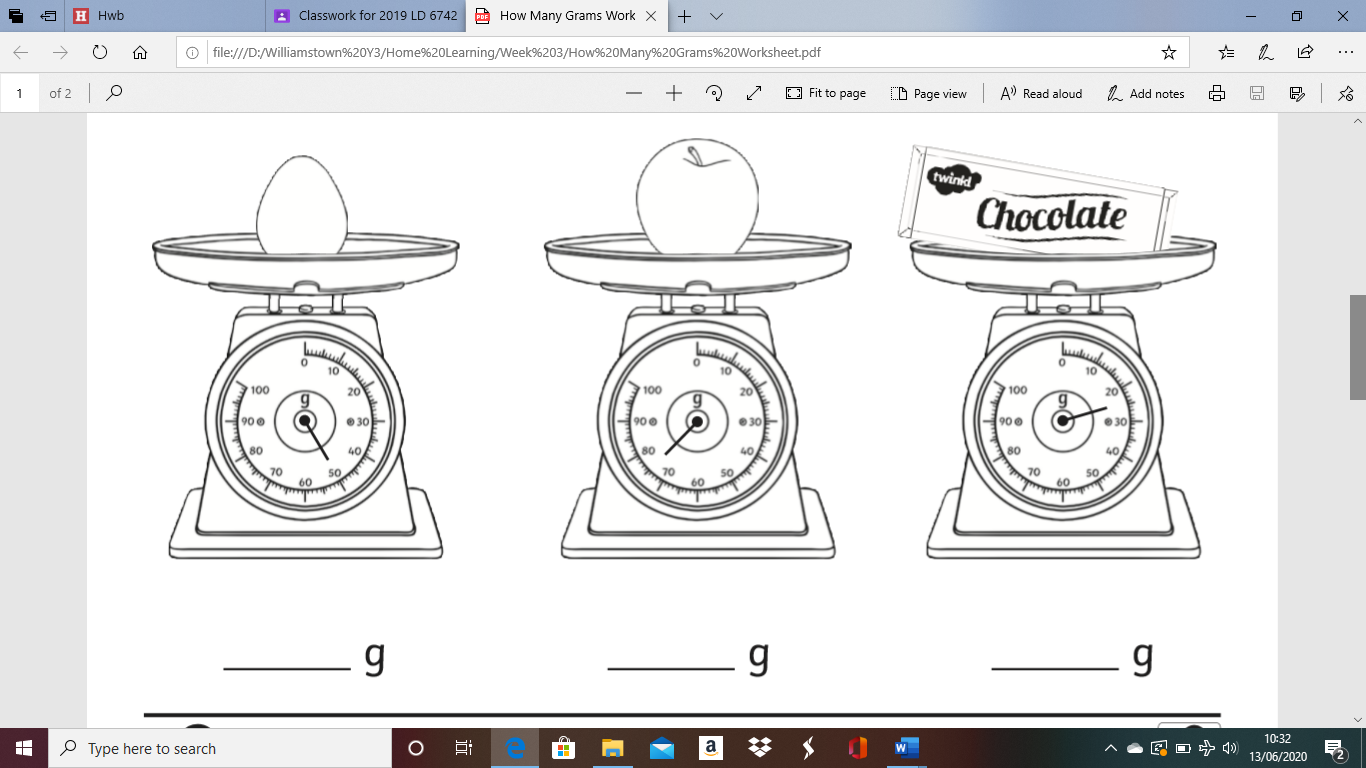 Hwb
Classwork for 2019 LD 6742
How Many Grams Work
file:///D:/Williamstown%20Y3/Home%20Learning/Week%203/How%20Many%20Grams%20Worksheet.pdf
1 of 2
Fit to page
Page view
Read aloud
Add notes
twinkl
Chocolate
0 10 20 30 40 50 60 70 80 90 100 g
0 10 20 30 40 50 60 70 80 90 100 g
0 10 20 30 40 50 60 70 80 90 100 g
______ g ______ g ______ g
Type here to search
10:32
13/06/2020
2